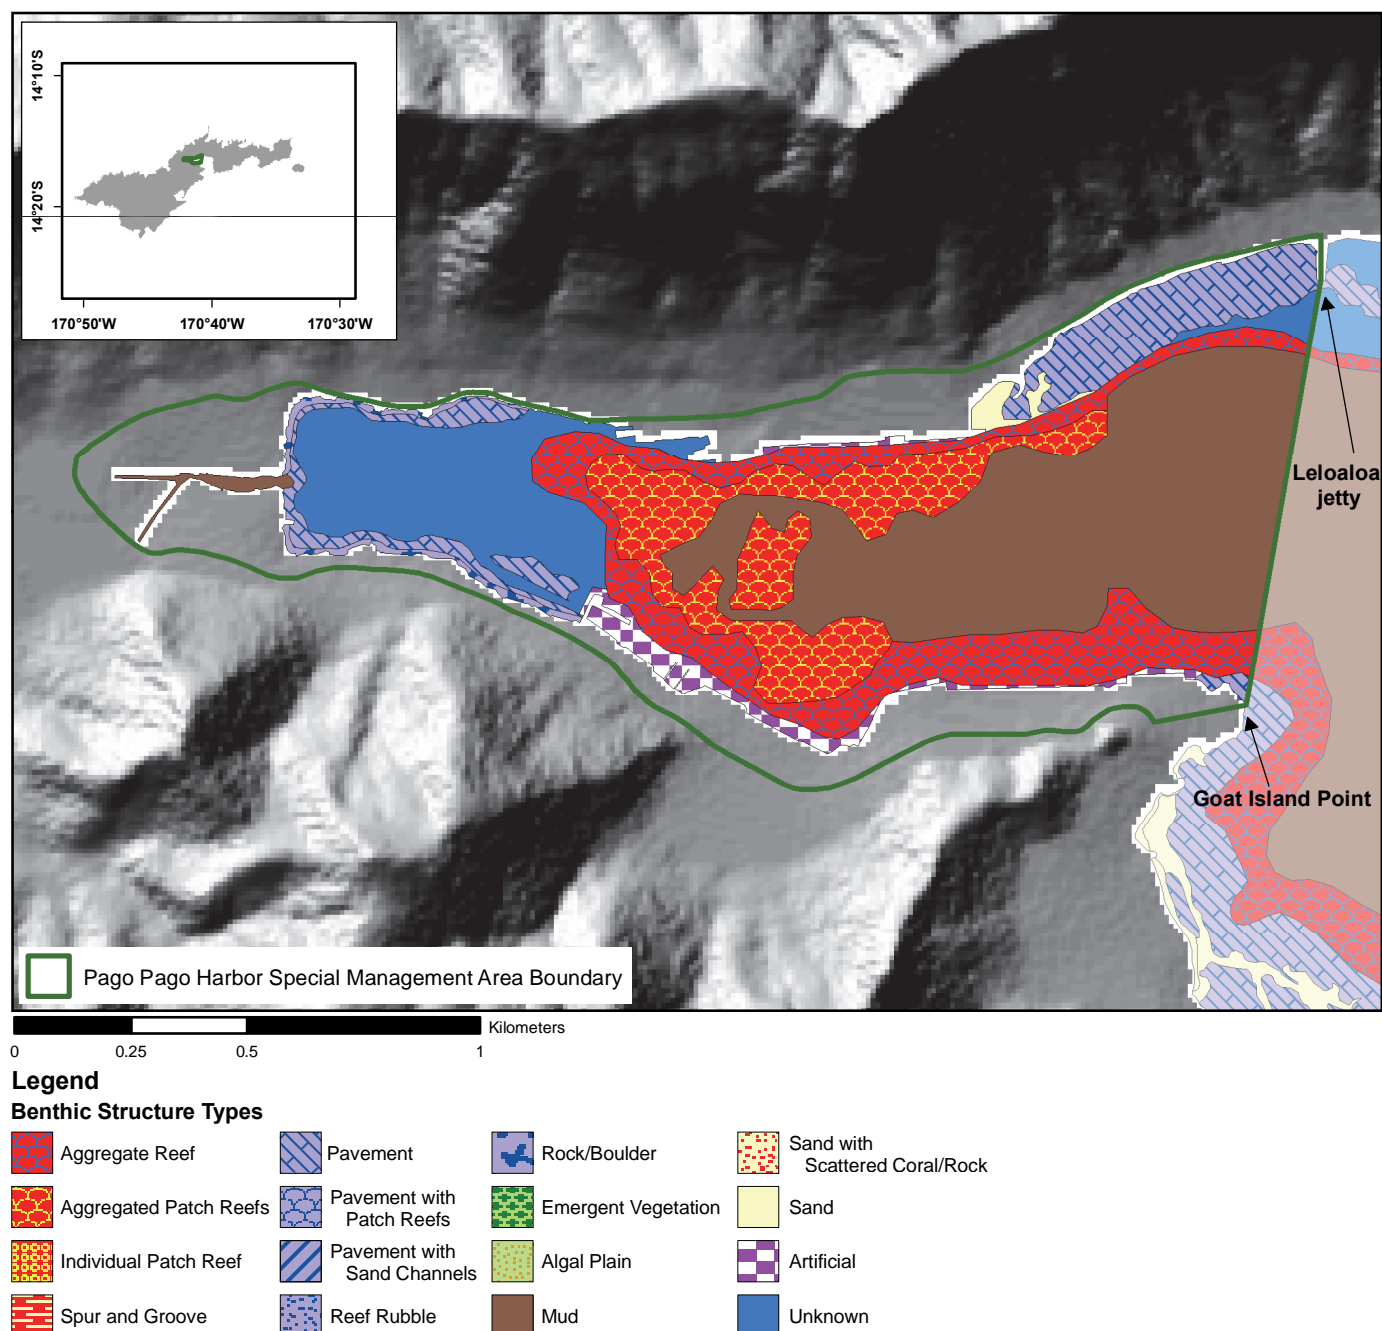 14°10'S
14°20'S
170°50'W
170°40'W
170°30'W
Leloaloa
jetty
Goat Island Point
Pago Pago Harbor Special Management Area Boundary
Kilometers
0
0.25
0.5
1
Legend
Benthic Structure Types
Aggregate Reef
Aggregated Patch Reefs
Individual Patch Reef
Spur and Groove
Pavement
Pavement with
Patch Reefs
Pavement with
Sand Channels
Reef Rubble
Rock/Boulder
Emergent Vegetation
Algal Plain
Mud
Sand with
Scattered Coral/Rock
Sand
Artificial
Unknown